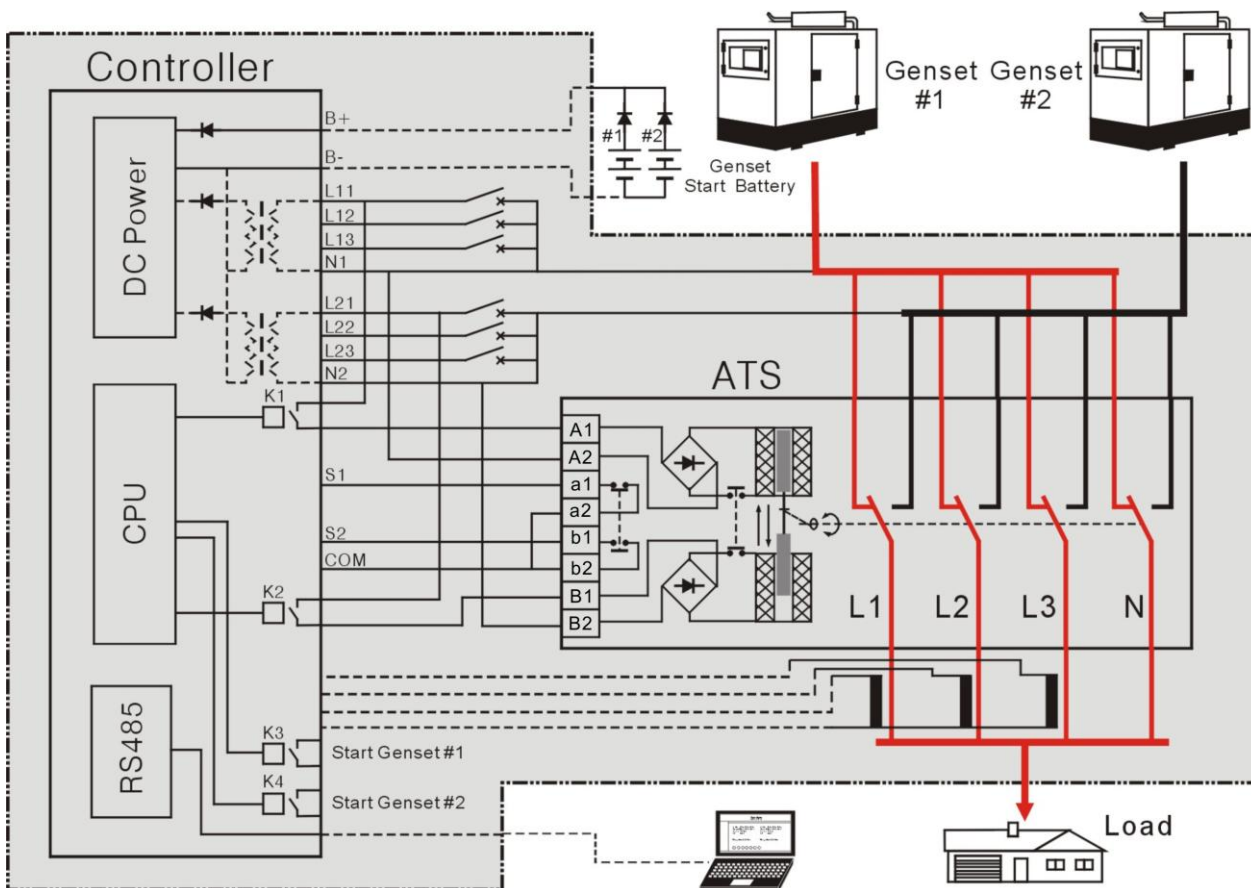 Controller
Genset
#1
Genset
#2
B+
#1
#2
B-
Genset
Start Battery
DC Power
L11
L12
L13
N1
L21
L22
L23
N2
ATS
CPU
K1
A1
A2
S1
a1
a2
S2
b1
COM
b2
K2
B1
B2
L1
L2
L3
N
RS485
K3
Start Genset #1
K4
Start Genset #2
Load